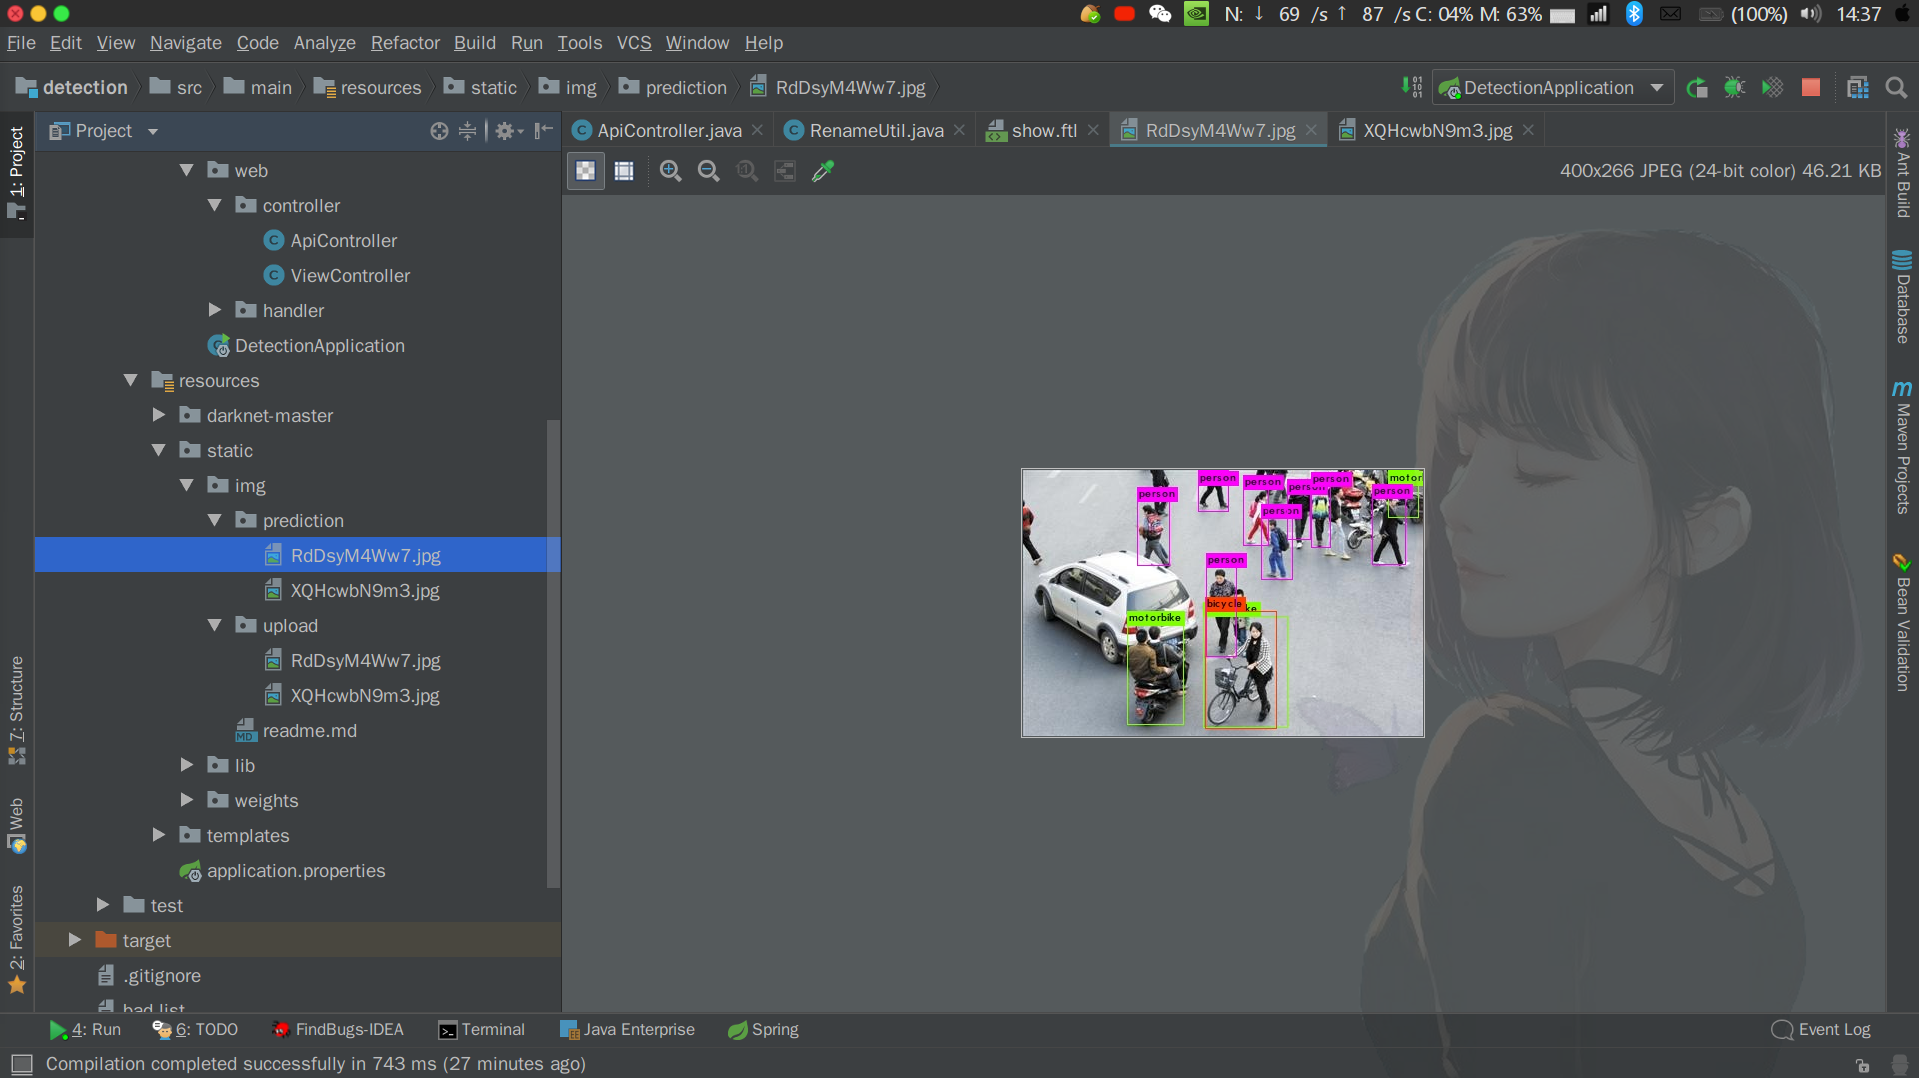 N: ↓ 69 /s ↑ 87 /s C: 04% M: 63% (100%) 14:37
File Edit View Navigate Code Analyze Refactor Build Run Tools VCS Window Help
detection src main resources static img prediction RdDsyM4Ww7.jpg DetectionApplication
Project
ApiController.java RenameUtil.java show.ftl RdDsyM4Ww7.jpg XQHcwbN9m3.jpg
400x266 JPEG (24-bit color) 46.21 KB
web
controller
ApiController
ViewController
handler
DetectionApplication
resources
darknet-master
static
img
prediction
RdDsyM4Ww7.jpg
XQHcwbN9m3.jpg
upload
RdDsyM4Ww7.jpg
XQHcwbN9m3.jpg
readme.md
lib
weights
templates
application.properties
test
target
.gitignore
bad.list
1: Project
7: Structure
Web
2: Favorites
person
person
person
person
person
motor
person
person
person
bicycle
ke
motorbike
Ant Build
Database
Maven Projects
Bean Validation
4: Run 6: TODO FindBugs-IDEA Terminal Java Enterprise Spring Event Log
Compilation completed successfully in 743 ms (27 minutes ago)